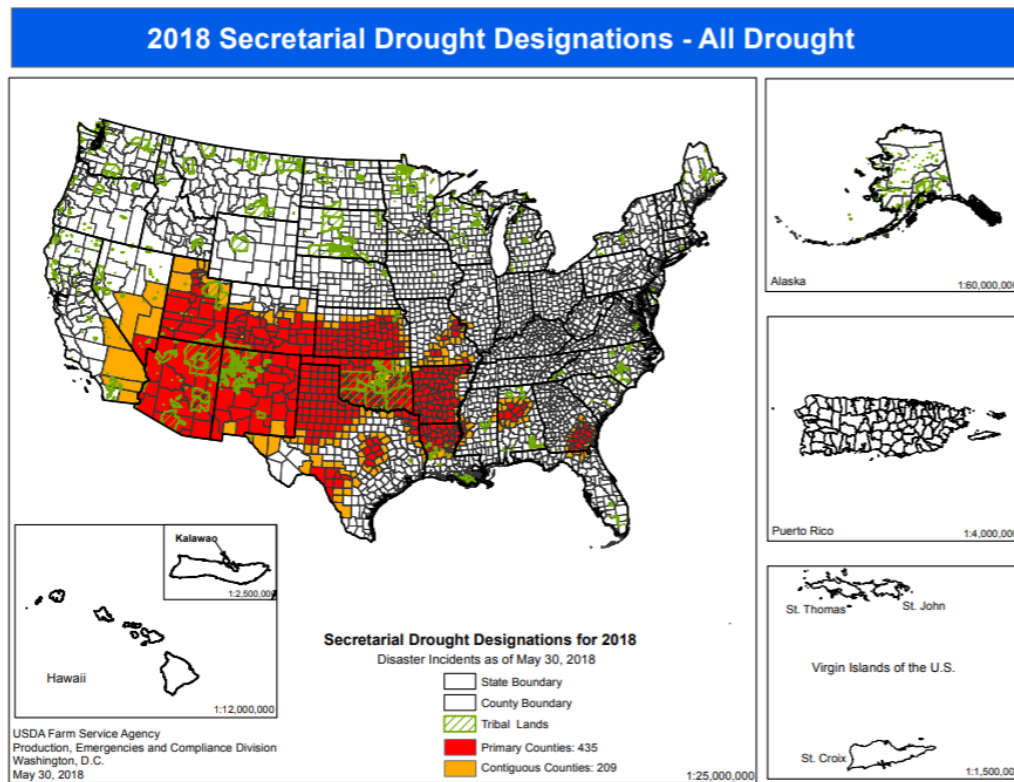 2018 Secretarial Drought Designations - All Drought
Alaska
1:60,000,000
Puerto Rico
1:4,000,000
Kalawao
1:2,500,000
Hawaii
1:12,000,000
St. Thomas
St. John
Virgin Islands of the U.S.
St. Croix
1:1,500,000
Secretarial Drought Designations for 2018
Disaster Incidents as of May 30, 2018
State Boundary
County Boundary
Tribal Lands
Primary Counties: 435
Contiguous Counties: 209
1:25,000,000
USDA Farm Service Agency
Production, Emergencies and Compliance Division
Washington, D.C.
May 30, 2018